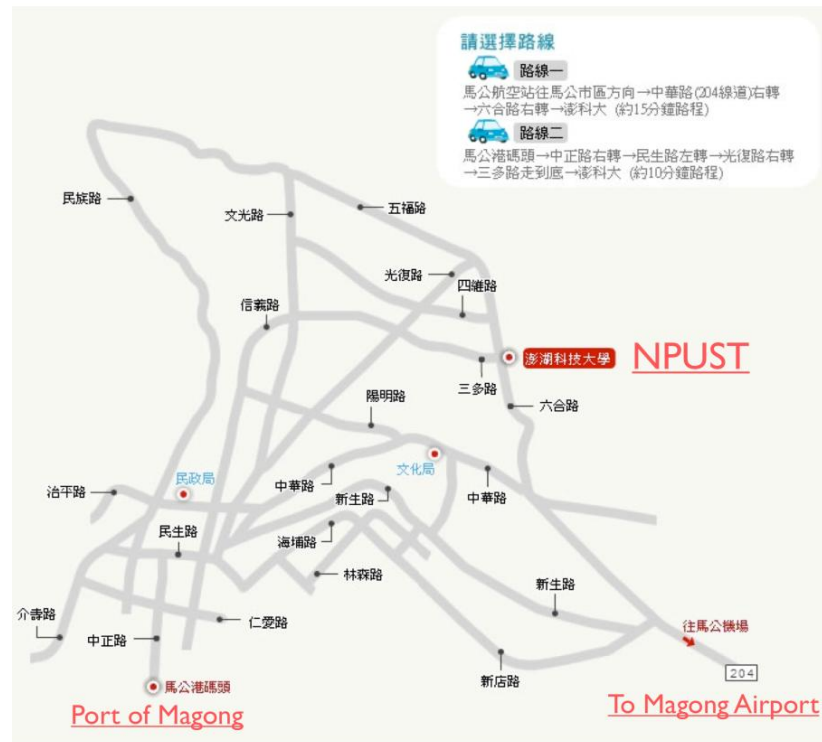 請選擇路線
路線一
馬公航空站往馬公市區方向→中華路(204線道)右轉
→六合路右轉→澎科大 (約15分鐘路程)
路線二
馬公港碼頭→中正路右轉→民生路左轉→光復路右轉
→三多路走到底→澎科大 (約10分鐘路程)
民族路
文光路
五福路
光復路
四維路
信義路
澎湖科技大學
NPUST
三多路
陽明路
六合路
文化局
民政局
中華路
治平路
新生路
中華路
民生路
海埔路
林森路
新生路
介壽路
仁愛路
中正路
往馬公機場
204
新店路
馬公港碼頭
Port of Magong
To Magong Airport